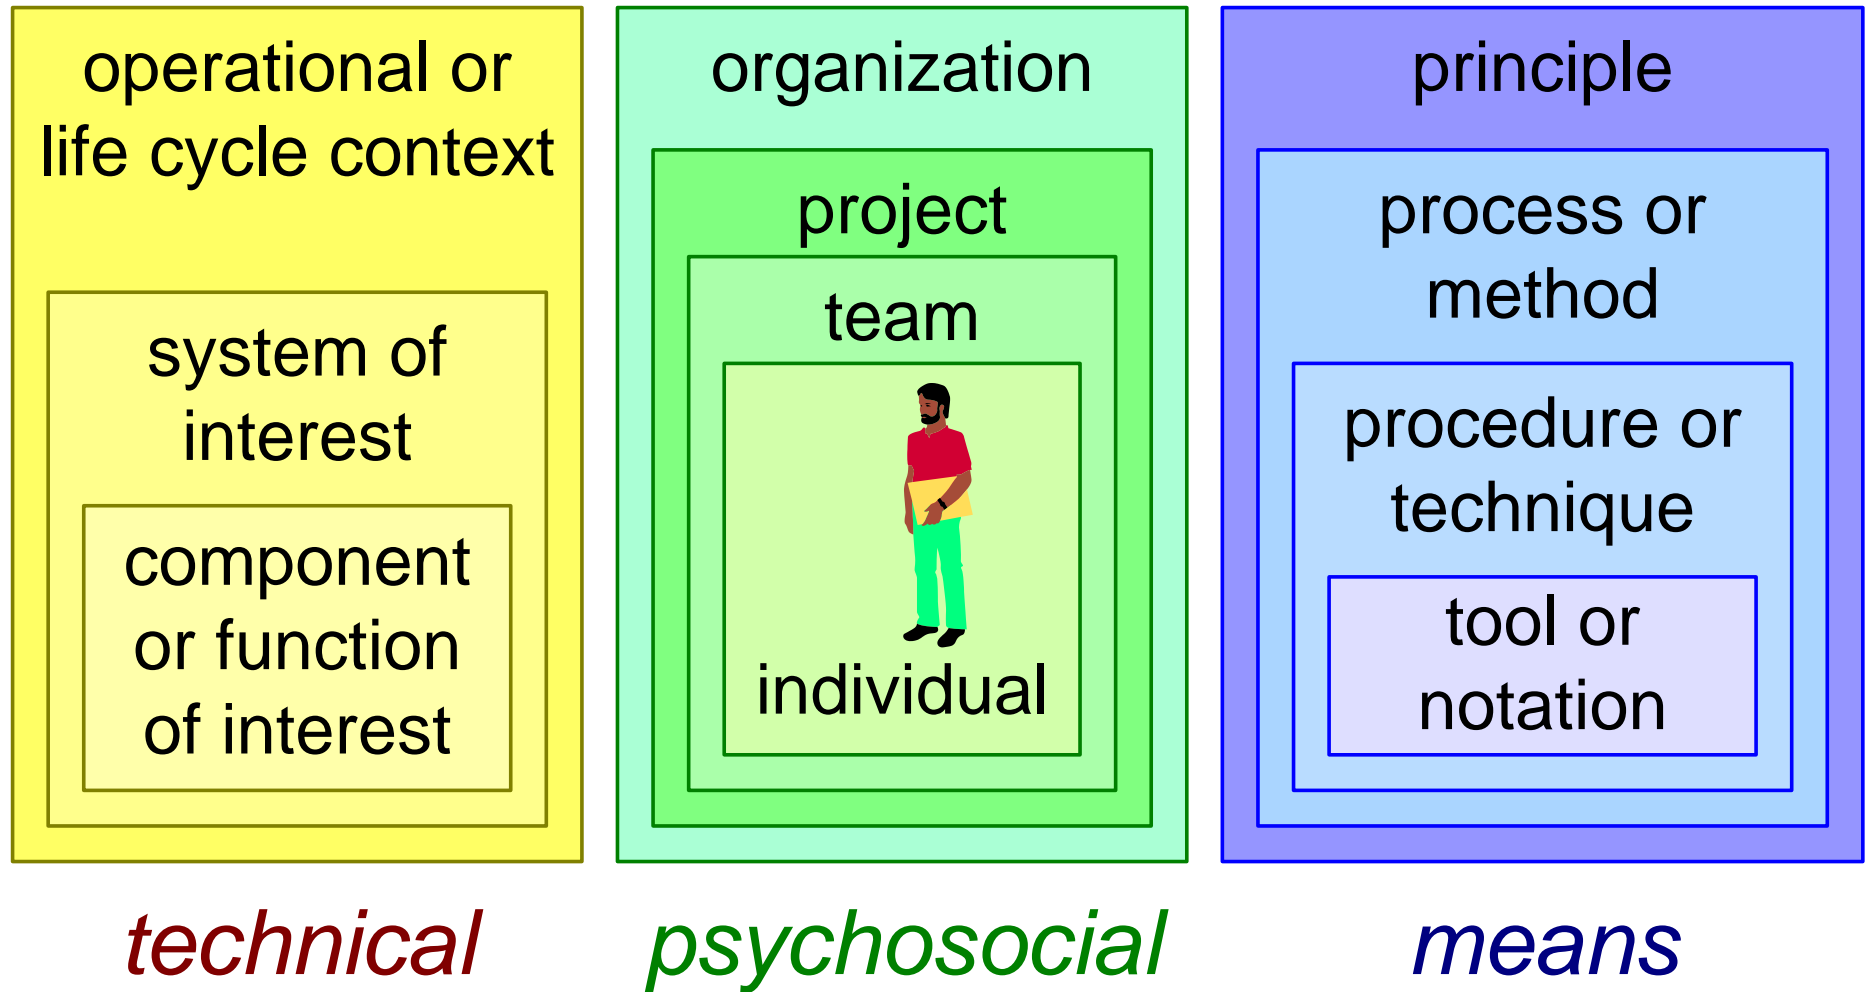 operational or
life cycle context
system of
interest
component
or function
of interest
technical
organization
project
team
individual
psychosocial
principle
process or
method
procedure or
technique
tool or
notation
means